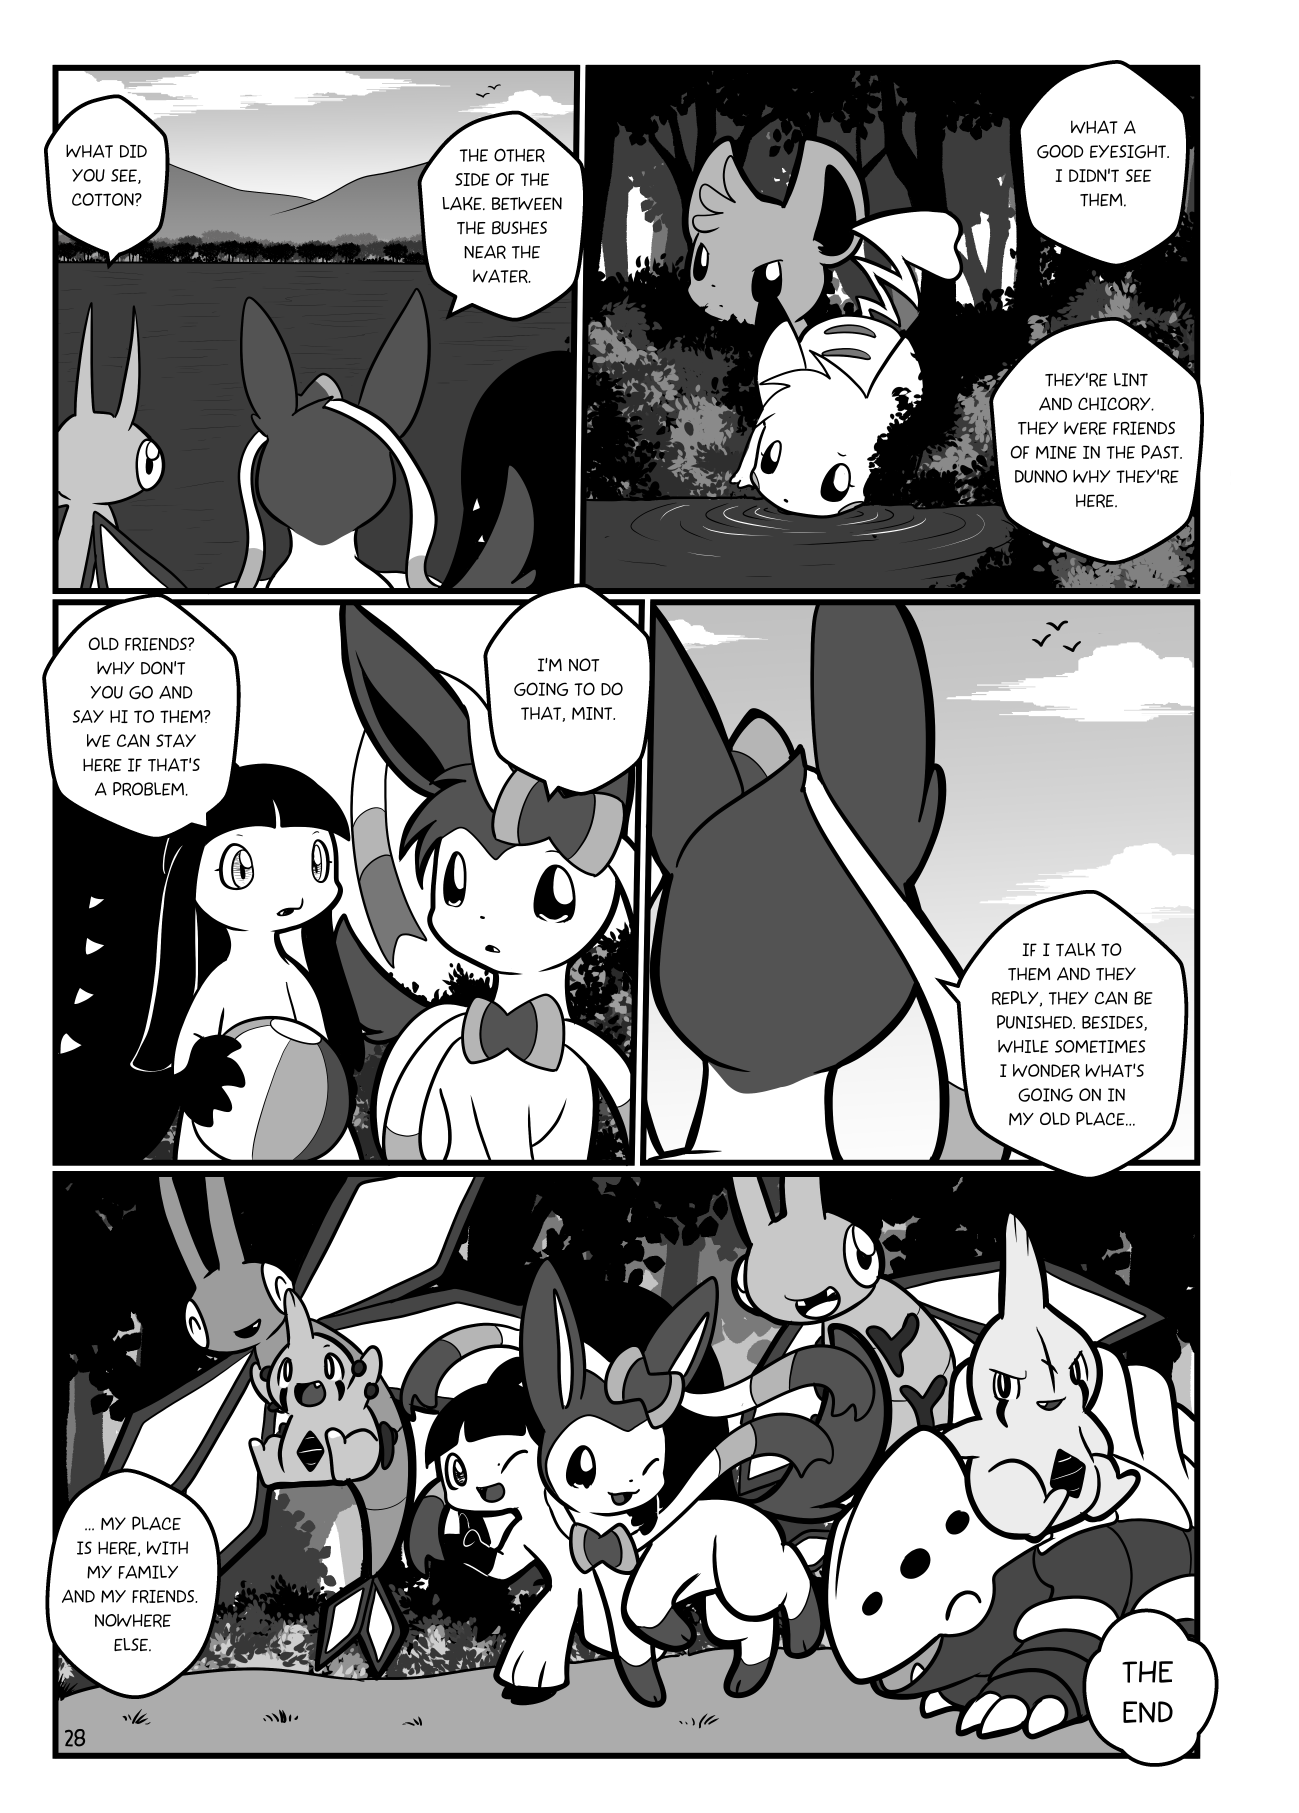 WHAT DID
YOU SEE,
COTTON?
THE OTHER
SIDE OF THE
LAKE. BETWEEN
THE BUSHES
NEAR THE
WATER.
WHAT A
GOOD EYESIGHT.
I DIDN'T SEE
THEM.
THEY'RE LINT
AND CHICORY.
THEY WERE FRIENDS
OF MINE IN THE PAST.
DUNNO WHY THEY'RE
HERE.
OLD FRIENDS?
WHY DON'T
YOU GO AND
SAY HI TO THEM?
WE CAN STAY
HERE IF THAT'S
A PROBLEM.
I'M NOT
GOING TO DO
THAT, MINT.
IF I TALK TO
THEM AND THEY
REPLY, THEY CAN BE
PUNISHED. BESIDES,
WHILE SOMETIMES
I WONDER WHAT'S
GOING ON IN
MY OLD PLACE...
... MY PLACE
IS HERE, WITH
MY FAMILY
AND MY FRIENDS.
NOWHERE
ELSE.
THE
END
28